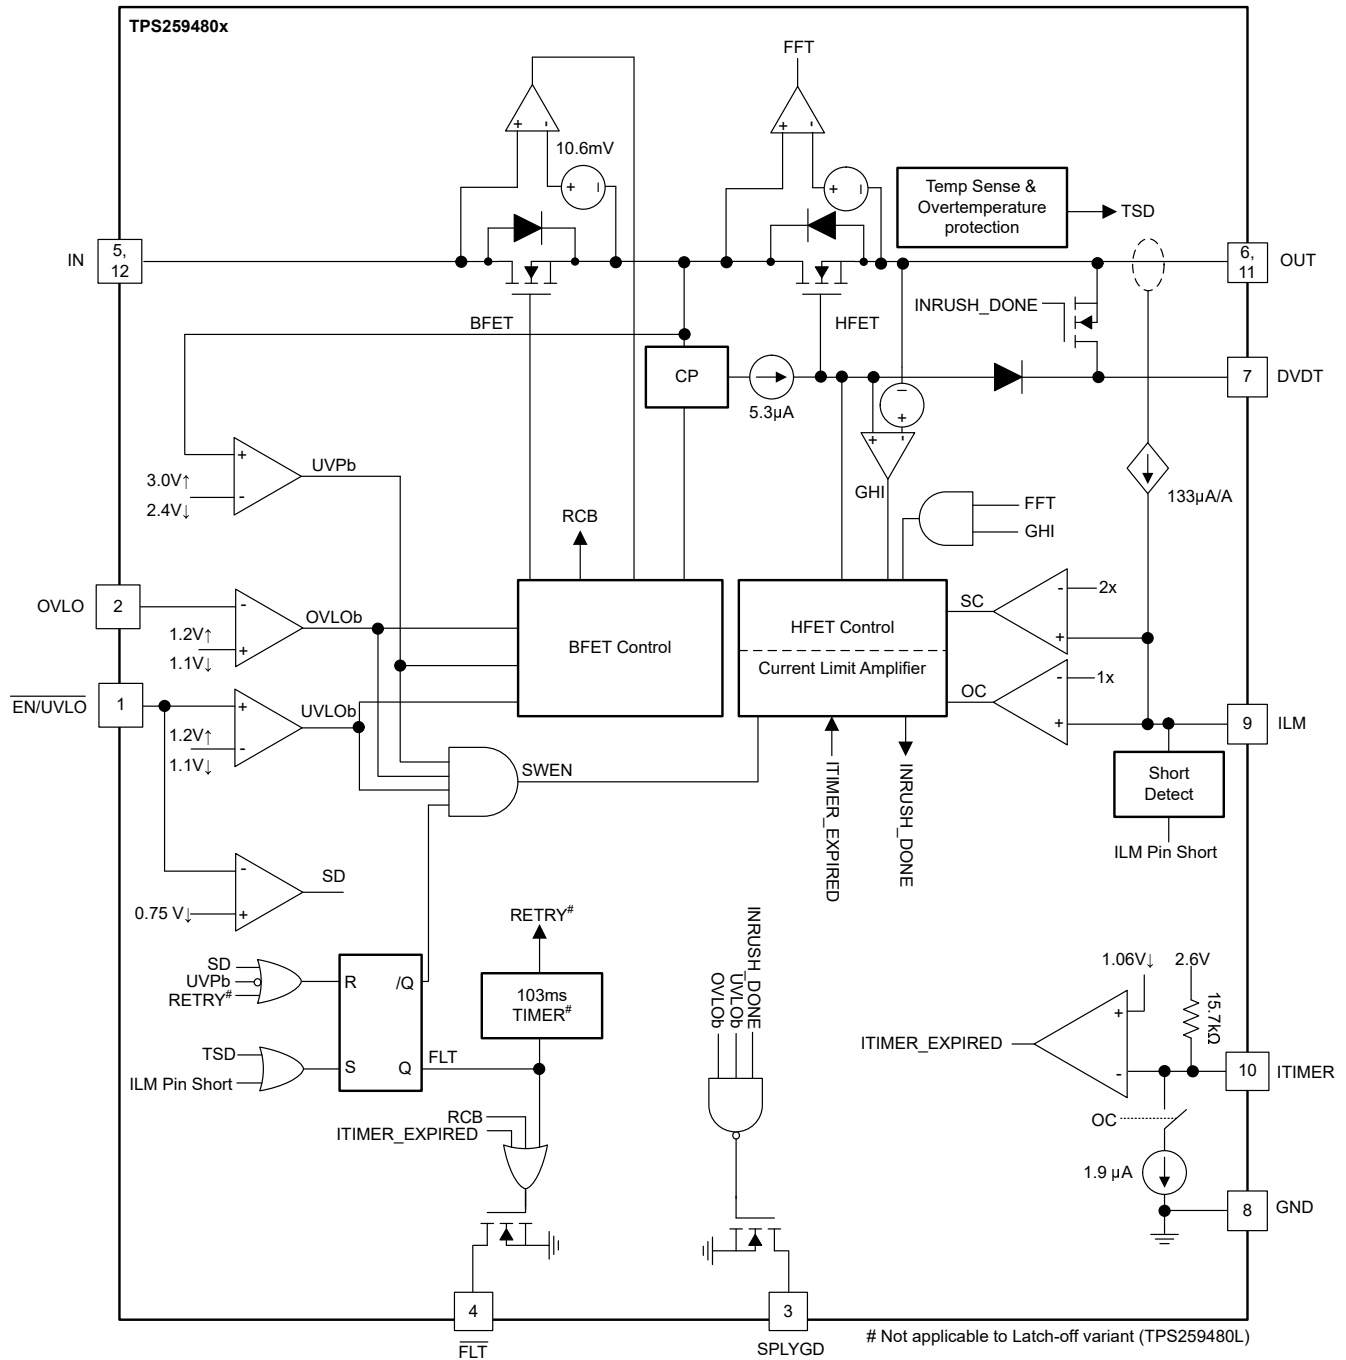 TPS259480x
FFT
10.6mV
+
-
+
-
+
-
Temp Sense &
Overtemperature
protection
TSD
IN
5,
12
6,
11
OUT
BFET
HFET
INRUSH_DONE
CP
5.3µA
7
DVDT
-
+
+
-
UVPb
+
3.0V↑
2.4V↓
-
GHI
133µA/A
FFT
GHI
RCB
OVLO
2
-
OVLOb
1.2V↑
1.1V↓
+
BFET Control
HFET Control
Current Limit Amplifier
SC
-
2x
+
OC
-
1x
+
EN/UVLO
1
+
UVLOb
1.2V↑
1.1V↓
-
9
ILM
SWEN
ITIMER_EXPIRED
INRUSH_DONE
Short
Detect
ILM Pin Short
-
SD
0.75 V↓
+
RETRY#
103ms
TIMER#
SD
UVPb
RETRY#
R
/Q
TSD
ILM Pin Short
S
Q
FLT
OVLOb
UVLOb
INRUSH_DONE
1.06V↓
2.6V
15.7kΩ
+
ITIMER_EXPIRED
-
10
ITIMER
RCB
ITIMER_EXPIRED
OC
1.9 µA
8
GND
4
FLT
3
SPLYGD
# Not applicable to Latch-off variant (TPS259480L)